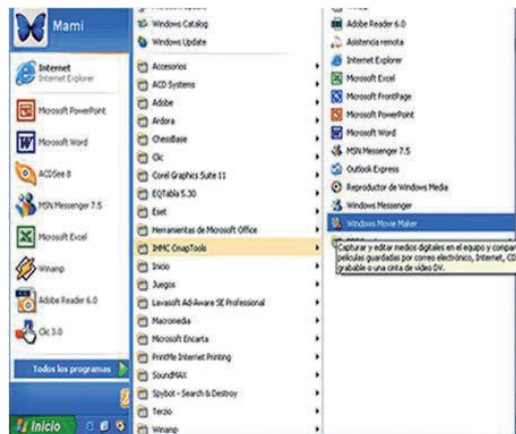 Mami
Internet
Internet Explorer
Microsoft PowerPoint
Microsoft Word
ACDSee 8
MSN Messenger 7.5
Microsoft Excel
Winamp
Adobe Reader 6.0
Clic 3.0
Todos los programas
Inicio
Windows Catalog
Windows Update
Accesorios
ACD Systems
Adobe
Ardora
ChessBase
Clic
Corel Graphics Suite 11
EQTabla 5.30
Eset
Herramientas de Microsoft Office
IHMC CmapTools
Inicio
Juegos
Lavasoft Ad-Aware SE Professional
Macromedia
Microsoft Encarta
PrintMe Internet Printing
SoundMAX
Spybot - Search & Destroy
Terzio
Winamp
Adobe Reader 6.0
Asistencia remota
Internet Explorer
Microsoft Excel
Microsoft FrontPage
Microsoft PowerPoint
Microsoft Word
MSN Messenger 7.5
Outlook Express
Reproductor de Windows Media
Windows Messenger
Windows Movie Maker
Capturar y editar medios digitales en el equipo y compar
películas guardadas por correo electrónico, Internet, CD
grabable o una cinta de vídeo DV.